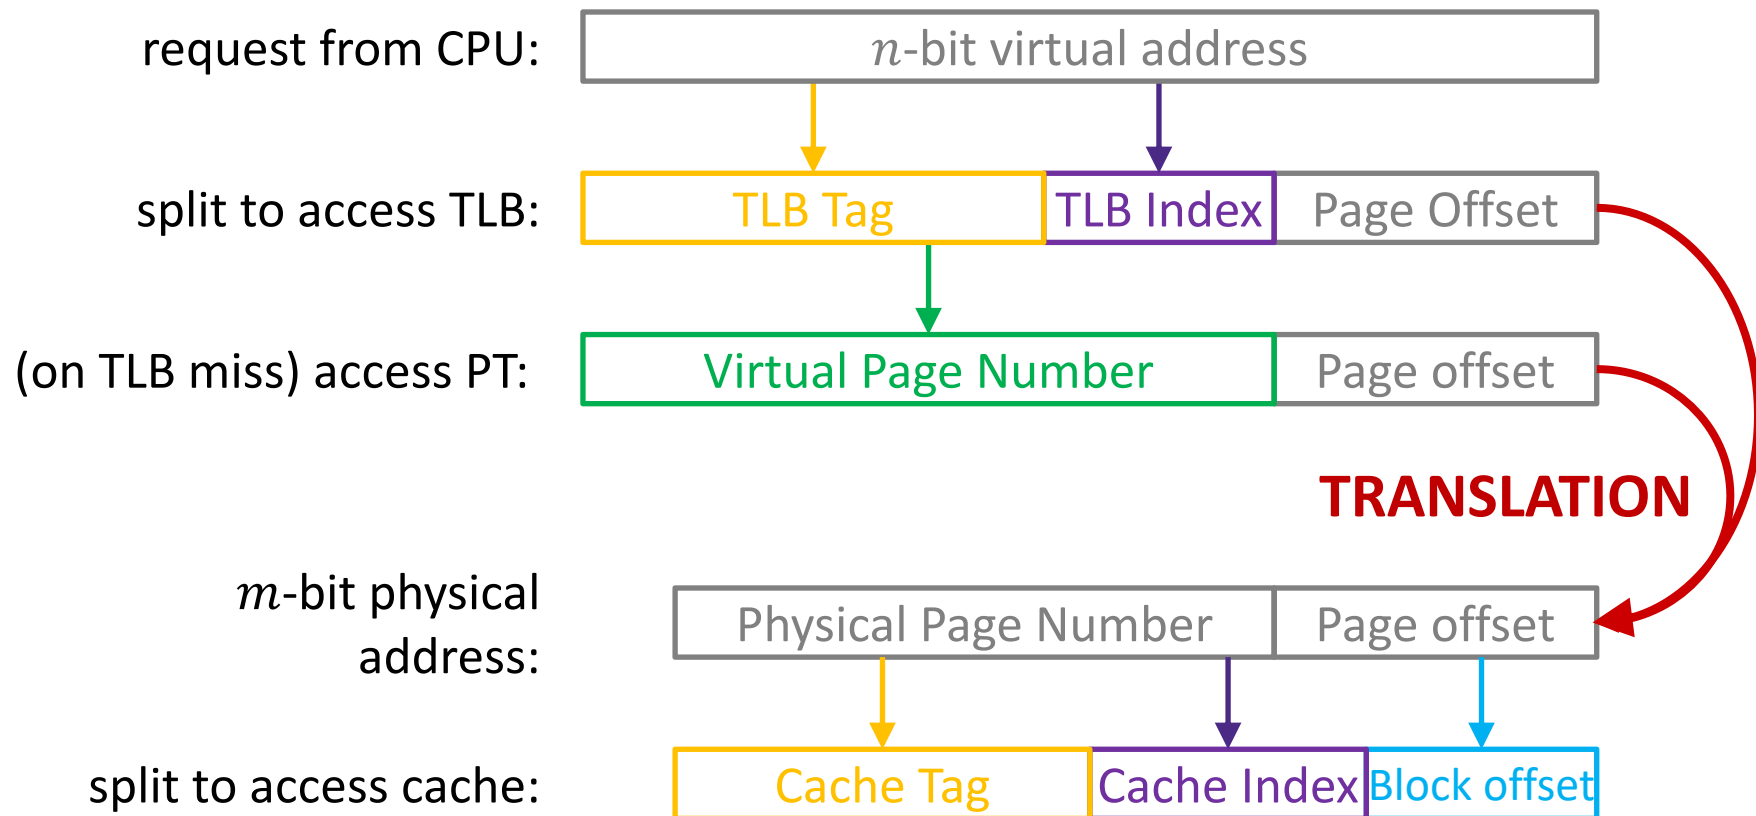 request from CPU:
n-bit virtual address
split to access TLB:
TLB Tag
TLB Index
Page Offset
(on TLB miss) access PT:
Virtual Page Number
Page offset
TRANSLATION
m-bit physical
address:
Physical Page Number
Page offset
split to access cache:
Cache Tag
Cache Index
Block offset